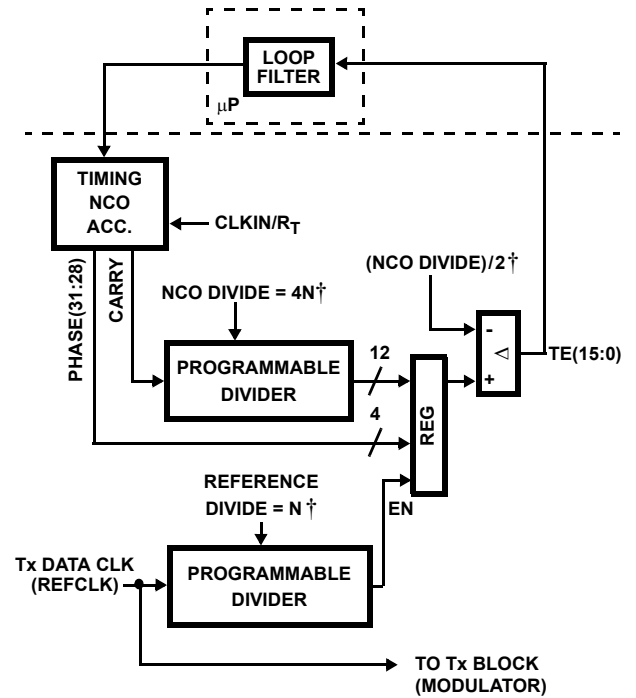 LOOP
FILTER
µP
TIMING
NCO
ACC.
CLKIN/RT
PHASE(31:28)
CARRY
NCO DIVIDE = 4N†
(NCO DIVIDE)/2†
PROGRAMMABLE
DIVIDER
12
4
REG
-
+
TE(15:0)
REFERENCE
DIVIDE = N†
EN
Tx DATA CLK
(REFCLK)
PROGRAMMABLE
DIVIDER
TO Tx BLOCK
(MODULATOR)